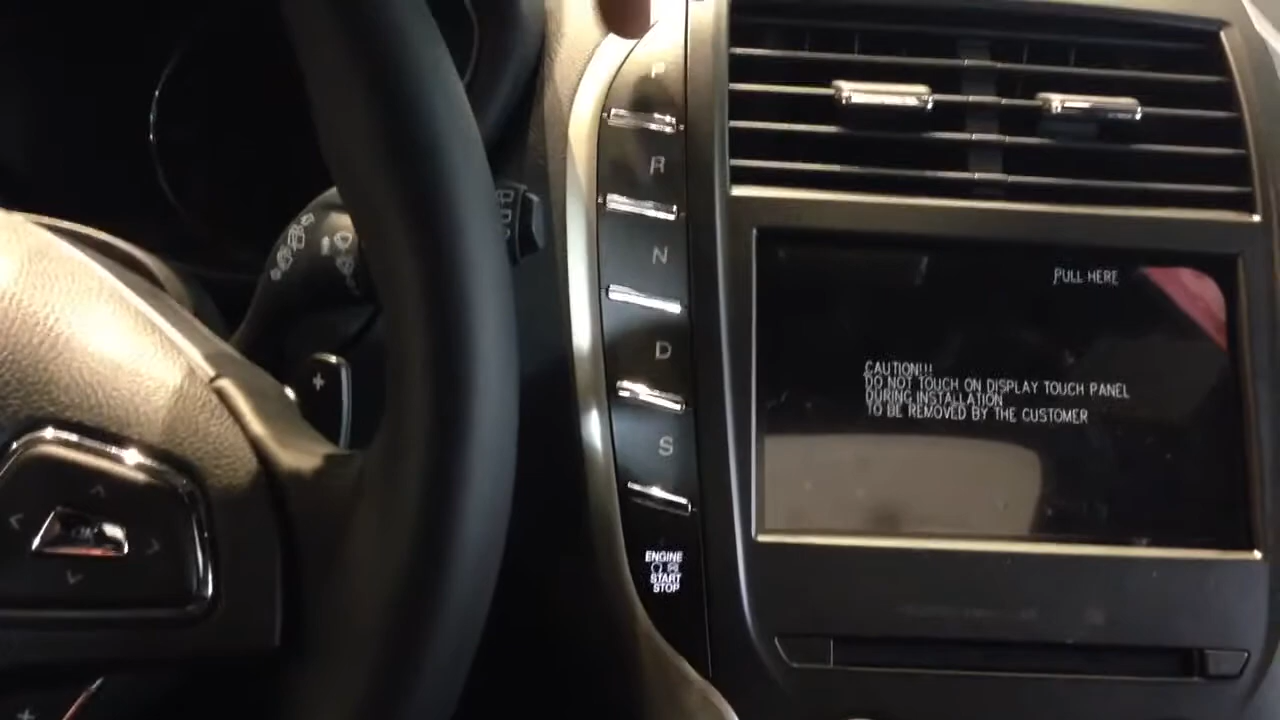 P
R
N
D
S
ENGINE
START
STOP
PULL HERE
CAUTION!!!
DO NOT TOUCH ON DISPLAY TOUCH PANEL
DURING INSTALLATION
TO BE REMOVED BY THE CUSTOMER
+
OK